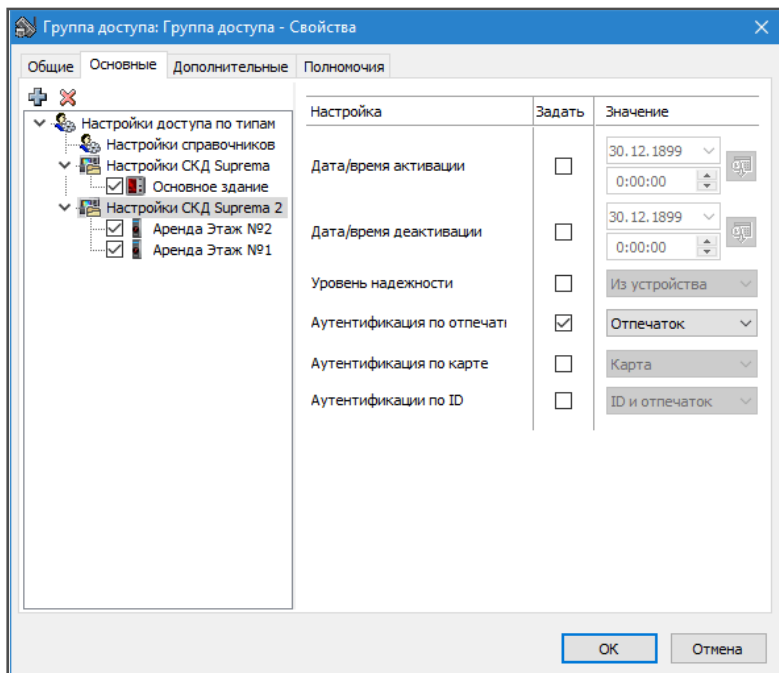 Группа доступа: Группа доступа - Свойства
Общие Основные Дополнительные Полномочия
Настройки доступа по типам
Настройки справочников
Настройки СКД Suprema
Основное здание
Настройки СКД Suprema 2
Аренда Этаж №2
Аренда Этаж №1
Настройка Задать Значение
Дата/время активации
30.12.1899
0:00:00
Дата/время деактивации
30.12.1899
0:00:00
Уровень надежности Из устройства
Аутентификация по отпечатк Отпечаток
Аутентификация по карте Карта
Аутентификации по ID ID и отпечаток
OK Отмена